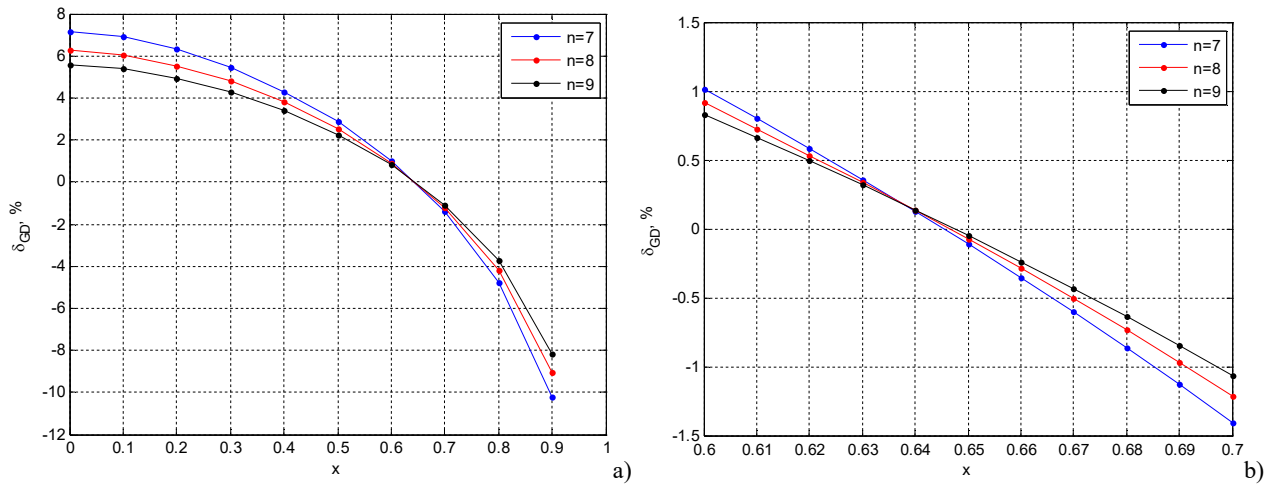 8
6
4
2
0
-2
-4
-6
-8
-10
-12
δGD, %
0 0.1 0.2 0.3 0.4 0.5 0.6 0.7 0.8 0.9 1
x
n=7
n=8
n=9
a)
1.5
1
0.5
0
-0.5
-1
-1.5
δGD, %
0.6 0.61 0.62 0.63 0.64 0.65 0.66 0.67 0.68 0.69 0.7
x
n=7
n=8
n=9
b)